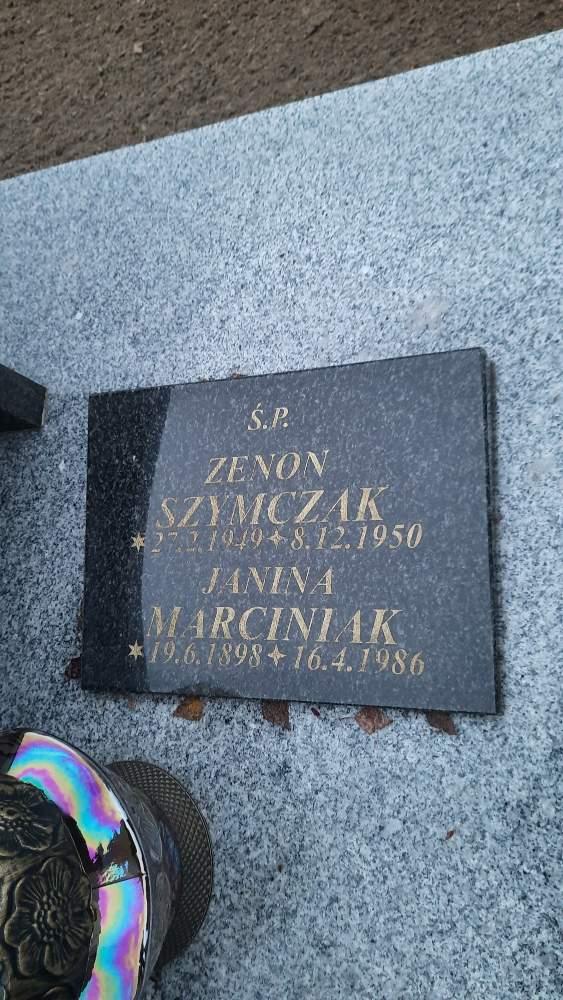 Ś.P.
ZENON
SZYMCZAK
✶27.2.1949✦8.12.1950
JANINA
MARCINIAK
✶19.6.1898✦16.4.1986